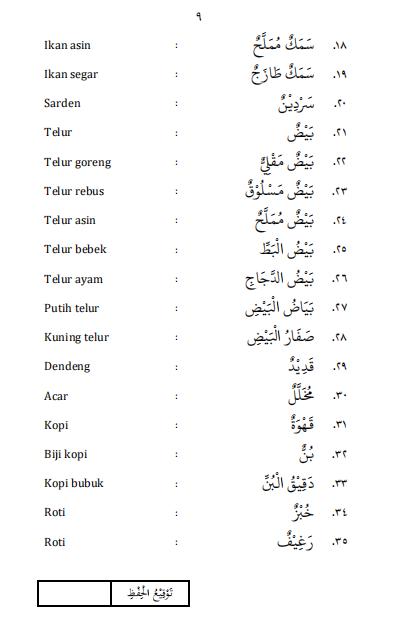 ٩
١٨. سَمَكٌ مُمَلَّحٌ : Ikan asin
١٩. سَمَكٌ طَازَجٌ : Ikan segar
٢٠. سَرْدِيْنٌ : Sarden
٢١. بَيْضٌ : Telur
٢٢. بَيْضٌ مَقْلِيٌّ : Telur goreng
٢٣. بَيْضٌ مَسْلُوْقٌ : Telur rebus
٢٤. بَيْضٌ مُمَلَّحٌ : Telur asin
٢٥. بَيْضُ الْبَطِّ : Telur bebek
٢٦. بَيْضُ الدَّجَاجِ : Telur ayam
٢٧. بَيَاضُ الْبَيْضِ : Putih telur
٢٨. صَفَارُ الْبَيْضِ : Kuning telur
٢٩. قَدِيْدٌ : Dendeng
٣٠. مُخَلَّلٌ : Acar
٣١. قَهْوَةٌ : Kopi
٣٢. بُنٌّ : Biji kopi
٣٣. دَقِيْقُ الْبُنِّ : Kopi bubuk
٣٤. خُبْزٌ : Roti
٣٥. رَغِيْفٌ : Roti
تَوْقِيْعُ الْحِفْظِ